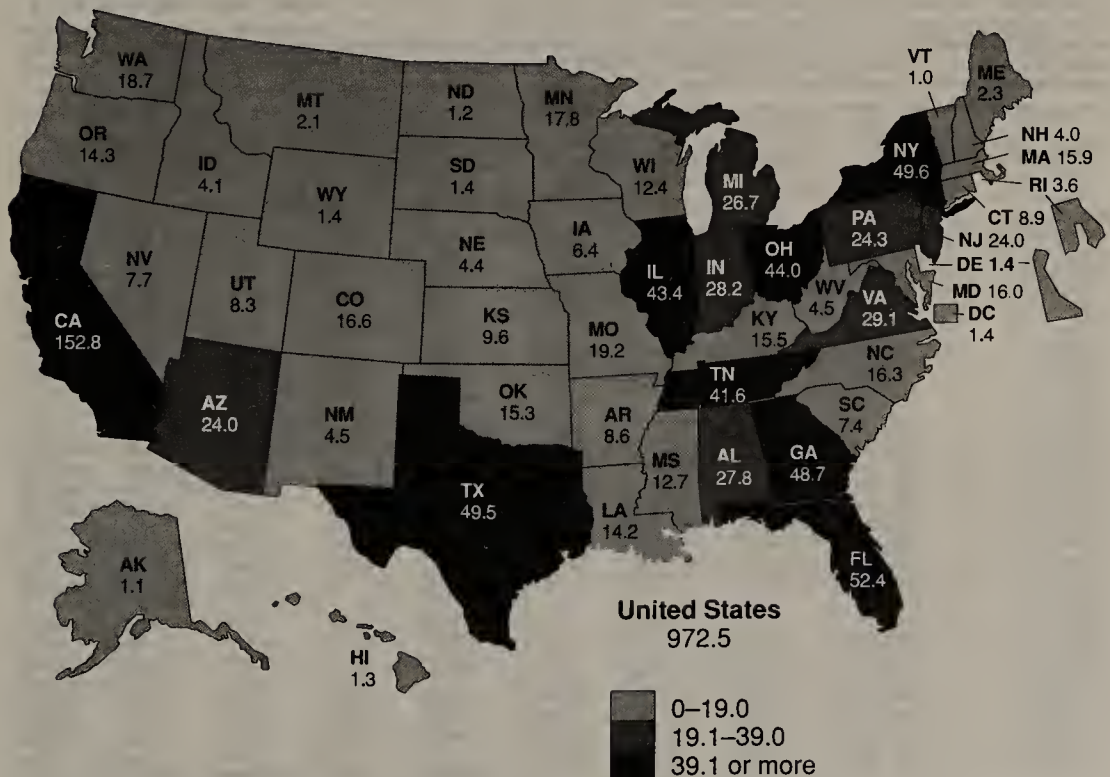 WA
18.7
MT
2.1
ND
1.2
MN
17.8
VT
1.0
ME
2.3
OR
14.3
ID
4.1
WY
1.4
SD
1.4
WI
12.4
MI
26.7
NY
49.6
NH 4.0
MA 15.9
RI 3.6
CT 8.9
NJ 24.0
DE 1.4
MD 16.0
DC
1.4
NV
7.7
UT
8.3
CO
16.6
NE
4.4
IA
6.4
IL
43.4
IN
28.2
OH
44.0
PA
24.3
WV
4.5
VA
29.1
CA
152.8
KS
9.6
MO
19.2
KY
15.5
NC
16.3
TN
41.6
SC
7.4
AZ
24.0
NM
4.5
OK
15.3
AR
8.6
MS
12.7
AL
27.8
GA
48.7
TX
49.5
LA
14.2
FL
52.4
AK
1.1
HI
1.3
United States
972.5
0–19.0
19.1–39.0
39.1 or more